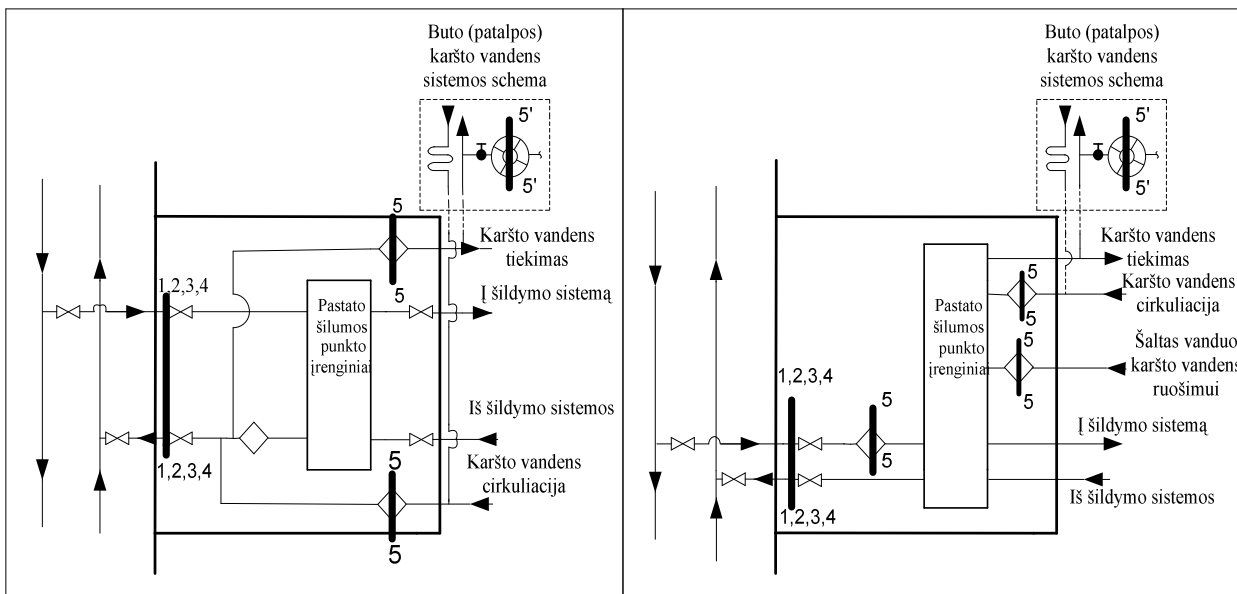 Buto (patalpos)
karšto vandens
sistemos schema
5'
5'
5
Karšto vandens
tiekimas
5
1,2,3,4
Į šildymo sistemą
Pastato
šilumos
punkto
įrenginiai
Iš šildymo sistemos
1,2,3,4
5
Karšto vandens
cirkuliacija
5
Buto (patalpos)
karšto vandens
sistemos schema
5'
5'
Karšto vandens
tiekimas
5
Karšto vandens
cirkuliacija
5
Pastato
šilumos
punkto
įrenginiai
5
Šaltas vanduo
karšto vandens
ruošimui
5
1,2,3,4
5
Į šildymo sistemą
5
Iš šildymo sistemos
1,2,3,4